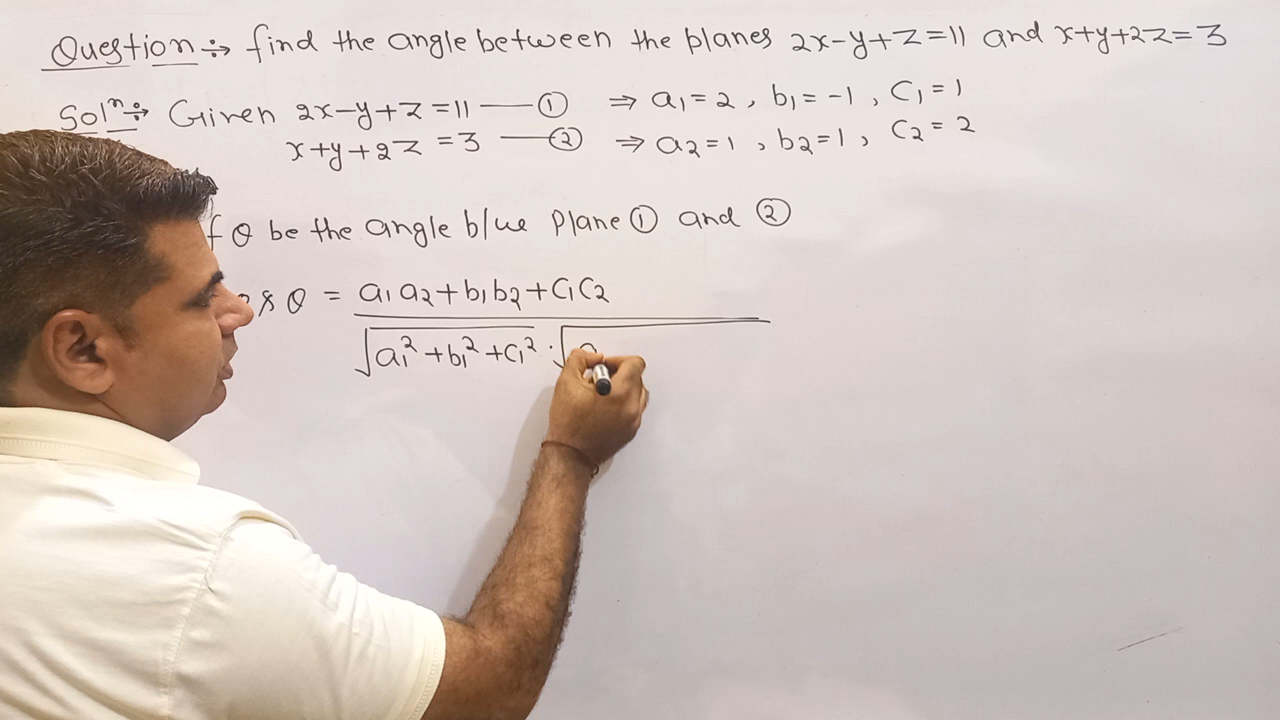 Question :→ find the angle between the planes 2x-y+z=11 and x+y+2z=3
Solⁿ :→ Given 2x-y+z=11 —— ① ⇒ a₁=2, b₁=-1, C₁=1
x+y+2z=3 —— ② ⇒ a₂=1, b₂=1, C₂=2
f θ be the angle b/w plane ① and ②
θ = a₁a₂+b₁b₂+C₁C₂
√a₁²+b₁²+C₁² · √a